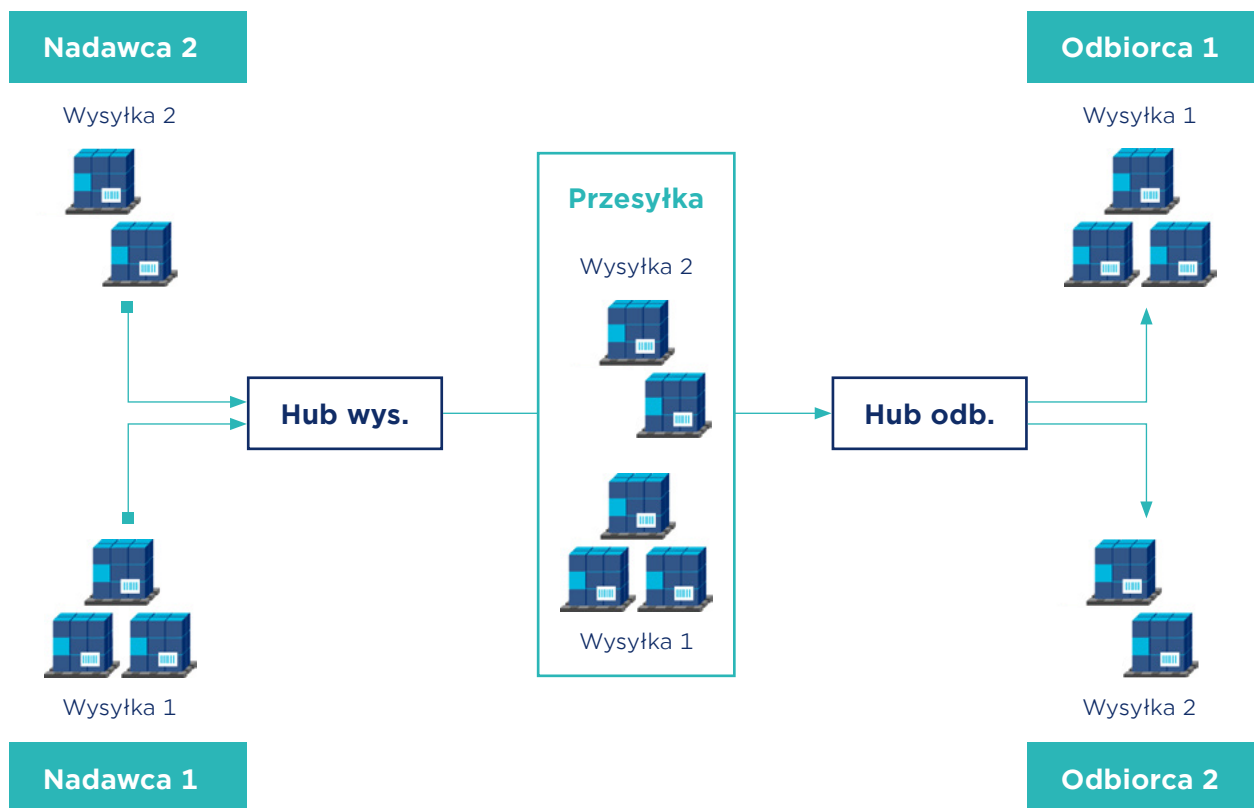 Nadawca 2
Odbiorca 1
Wysyłka 2
Wysyłka 1
Przesyłka
Wysyłka 2
Hub wys.
Hub odb.
Wysyłka 1
Wysyłka 1
Wysyłka 2
Nadawca 1
Odbiorca 2